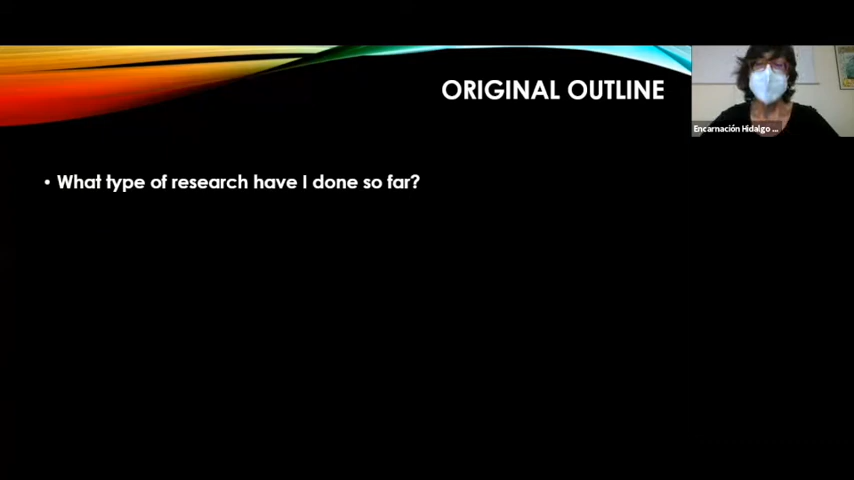 ORIGINAL OUTLINE
Encarnación Hidalgo ...
• What type of research have I done so far?